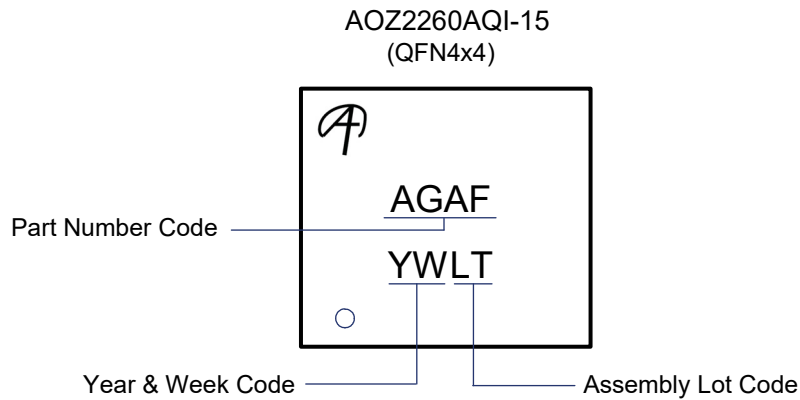 AOZ2260AQI-15
(QFN4x4)
AGAF
Part Number Code
YWLT
Year & Week Code
Assembly Lot Code